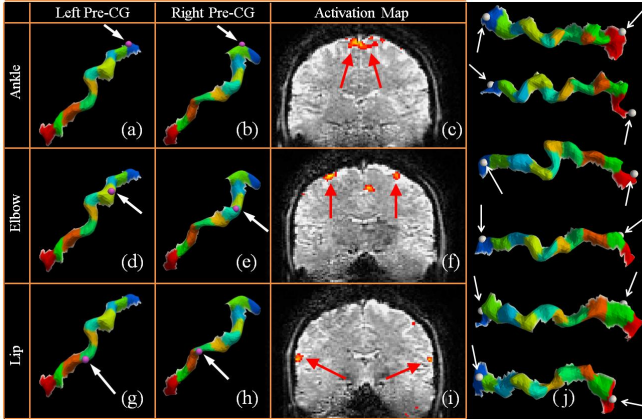 Left Pre-CG Right Pre-CG Activation Map
Ankle
(a) (b) (c)
Elbow
(d) (e) (f)
Lip
(g) (h) (i) (j)